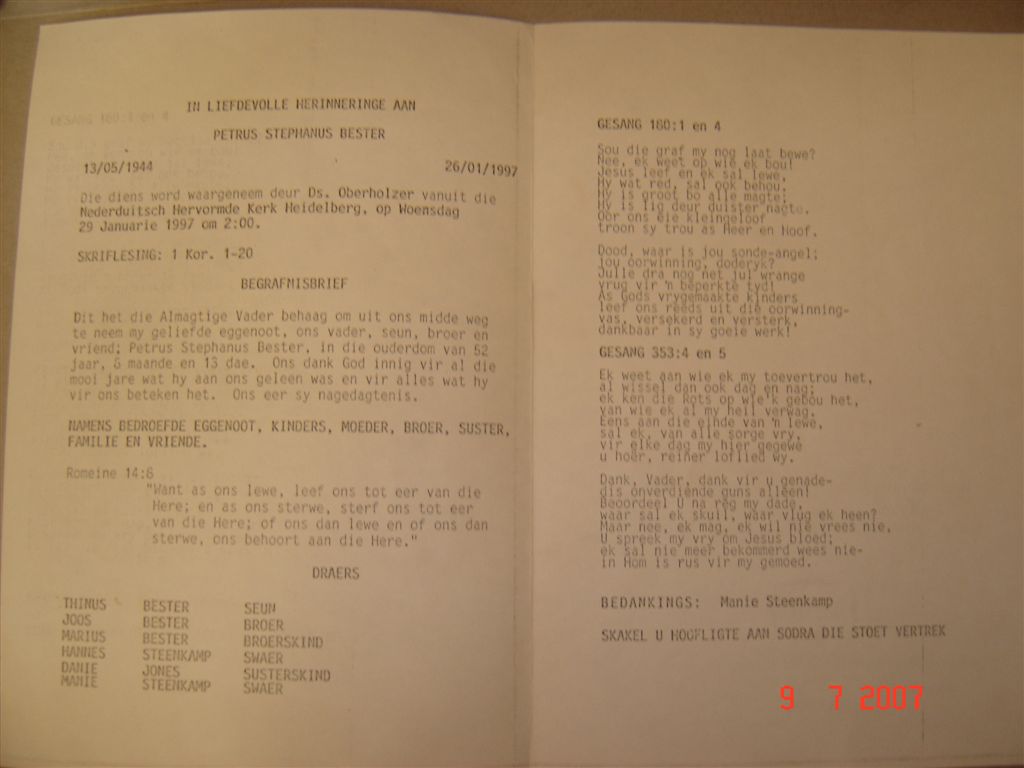 IN LIEFDEVOLLE HERINNERINGE AAN
PETRUS STEPHANUS BESTER
13/05/1944 26/01/1997
Die diens word waargeneem deur Ds. Oberholzer vanuit die
Nederduitsch Hervormde Kerk Heidelberg, op Woensdag
29 Januarie 1997 om 2:00.
SKRIFLESING: 1 Kor. 1-20
BEGRAFNISBRIEF
Dit het die Almagtige Vader behaag om uit ons midde weg
te neem my geliefde eggenoot, ons vader, seun, broer en
vriend; Petrus Stephanus Bester, in die ouderdom van 52
jaar, 8 maande en 13 dae. Ons dank God innig vir al die
mooi jare wat hy aan ons geleen was en vir alles wat hy
vir ons beteken het. Ons eer sy nagedagtenis.
NAMENS BEDROEFDE EGGENOOT, KINDERS, MOEDER, BROER, SUSTER,
FAMILIE EN VRIENDE.
Romeine 14:8
"Want as ons lewe, leef ons tot eer van die
Here; en as ons sterwe, sterf ons tot eer
van die Here; of ons dan lewe en of ons dan
sterwe, ons behoort aan die Here."
DRAERS
THINUS BESTER SEUN
JOOS BESTER BROER
MARIUS BESTER BROERSKIND
HANNES STEENKAMP SWAER
DANIE JONES SUSTERSKIND
MANIE STEENKAMP SWAER
GESANG 160:1 en 4
Sou die graf my nog laat bewe?
Nee, ek weet op wie ek bou!
Jesus leef en ek sal lewe,
Hy wat red, sal ook behou.
Hy is groot bo alle magte;
Hy is lig deur duister nagte.
Oor ons eie kleingeloof
troon sy trou as Heer en Hoof.
Dood, waar is jou sonde-angel;
jou oorwinning, doderyk?
Julle dra nog net jul wrange
vrug vir 'n beperkte tyd!
As Gods vrygemaakte kinders
leef ons reeds uit die oorwinning-
vas, versekerd en versterk,
dankbaar in sy goeie werk!
GESANG 353:4 en 5
Ek weet aan wie ek my toevertrou het,
al wissel dan ook dag en nag;
ek ken die Rots op wie'k gebou het,
van wie ek al my heil verwag.
Eens aan die einde van 'n lewe,
sal ek, van alle sorge vry,
vir elke dag my hier gegewe
u hoër, reiner loflied wy.
Dank, Vader, dank vir u genade-
dis onverdiende guns alleen!
Beoordeel U na reg my dade,
waar sal ek skuil, waar vlug ek heen?
Maar nee, ek mag, ek wil nie vrees nie,
U spreek my vry om Jesus bloed;
ek sal nie meer bekommerd wees nie-
in Hom is rus vir my gemoed.
BEDANKINGS: Manie Steenkamp
SKAKEL U HOOFLIGTE AAN SODRA DIE STOET VERTREK
9 7 2007